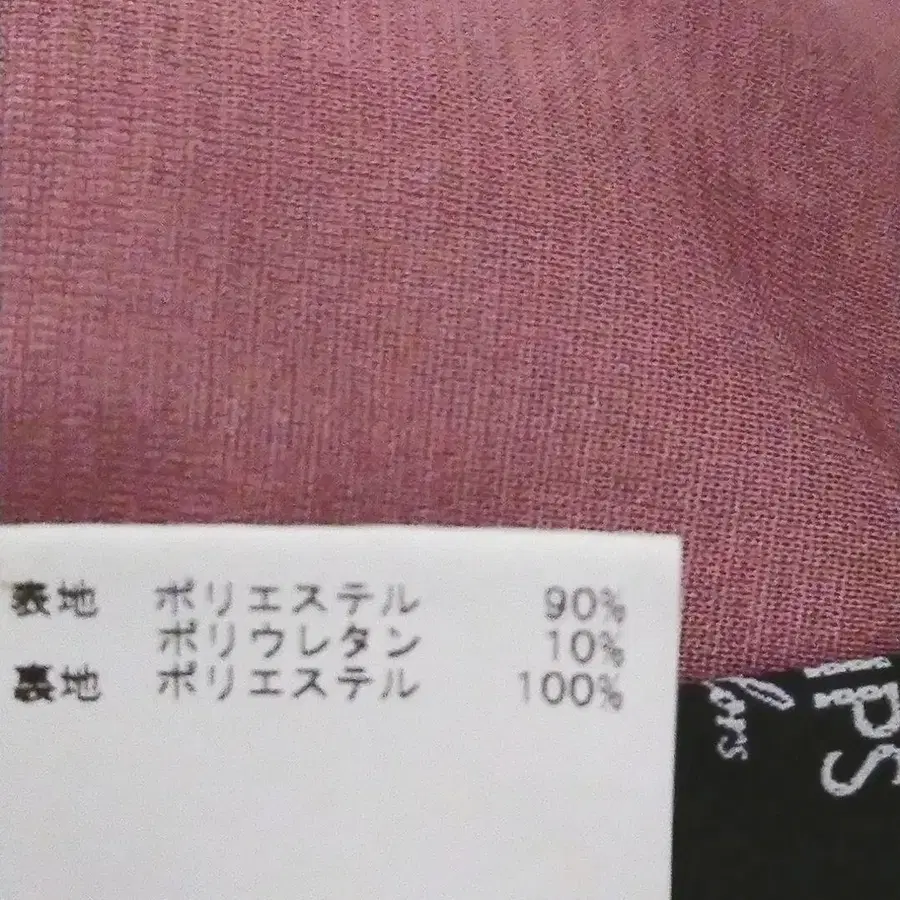 表地 ポリエステル 90%
ポリウレタン 10%
裏地 ポリエステル 100%